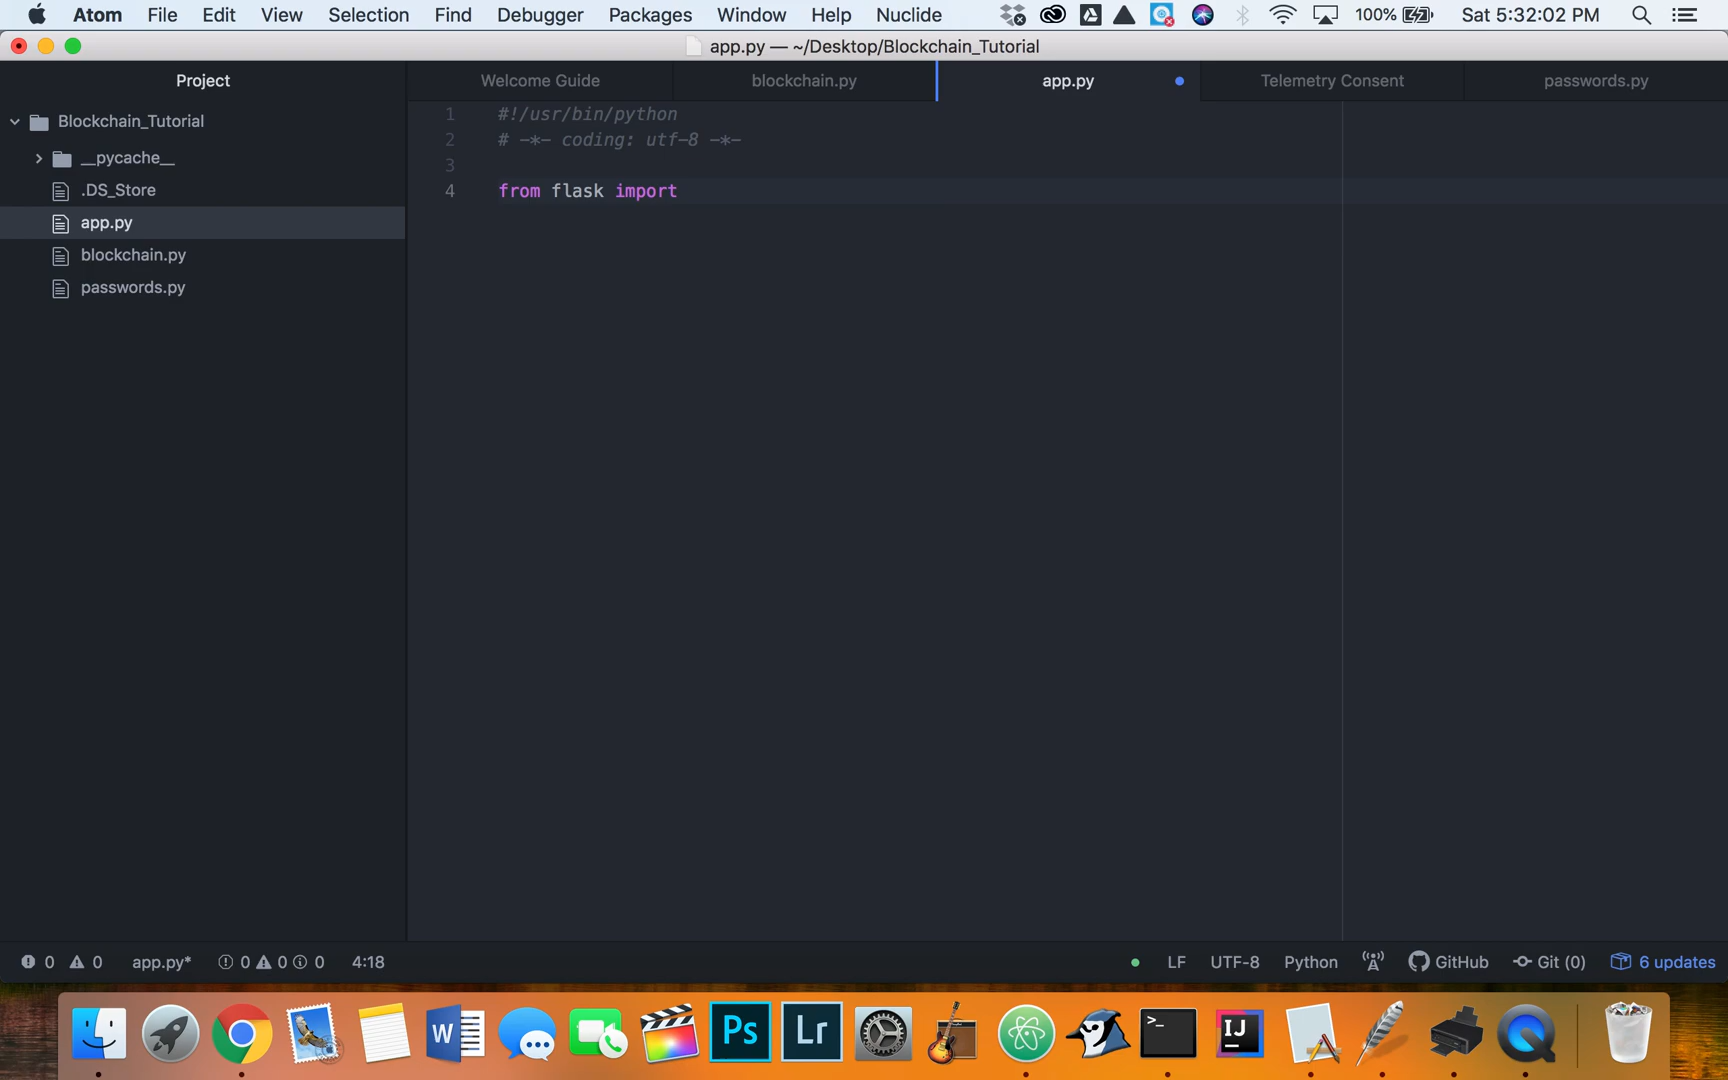 Atom File Edit View Selection Find Debugger Packages Window Help Nuclide 100% Sat 5:32:02 PM
app.py — ~/Desktop/Blockchain_Tutorial
Project
Welcome Guide
blockchain.py
app.py
Telemetry Consent
passwords.py
Blockchain_Tutorial
__pycache__
.DS_Store
app.py
blockchain.py
passwords.py
1 #!/usr/bin/python
2 # -*- coding: utf-8 -*-
3
4 from flask import
0 0 app.py* 0 0 0 4:18 LF UTF-8 Python GitHub Git (0) 6 updates
W Ps Lr >_ IJ